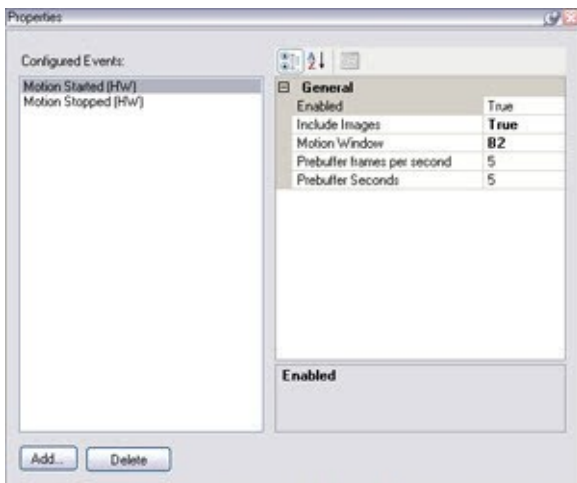 Properties
Configured Events:
Motion Started (HW)
Motion Stopped (HW)
General
Enabled True
Include Images True
Motion Window B2
Prebuffer frames per second 5
Prebuffer Seconds 5
Enabled
Add... Delete